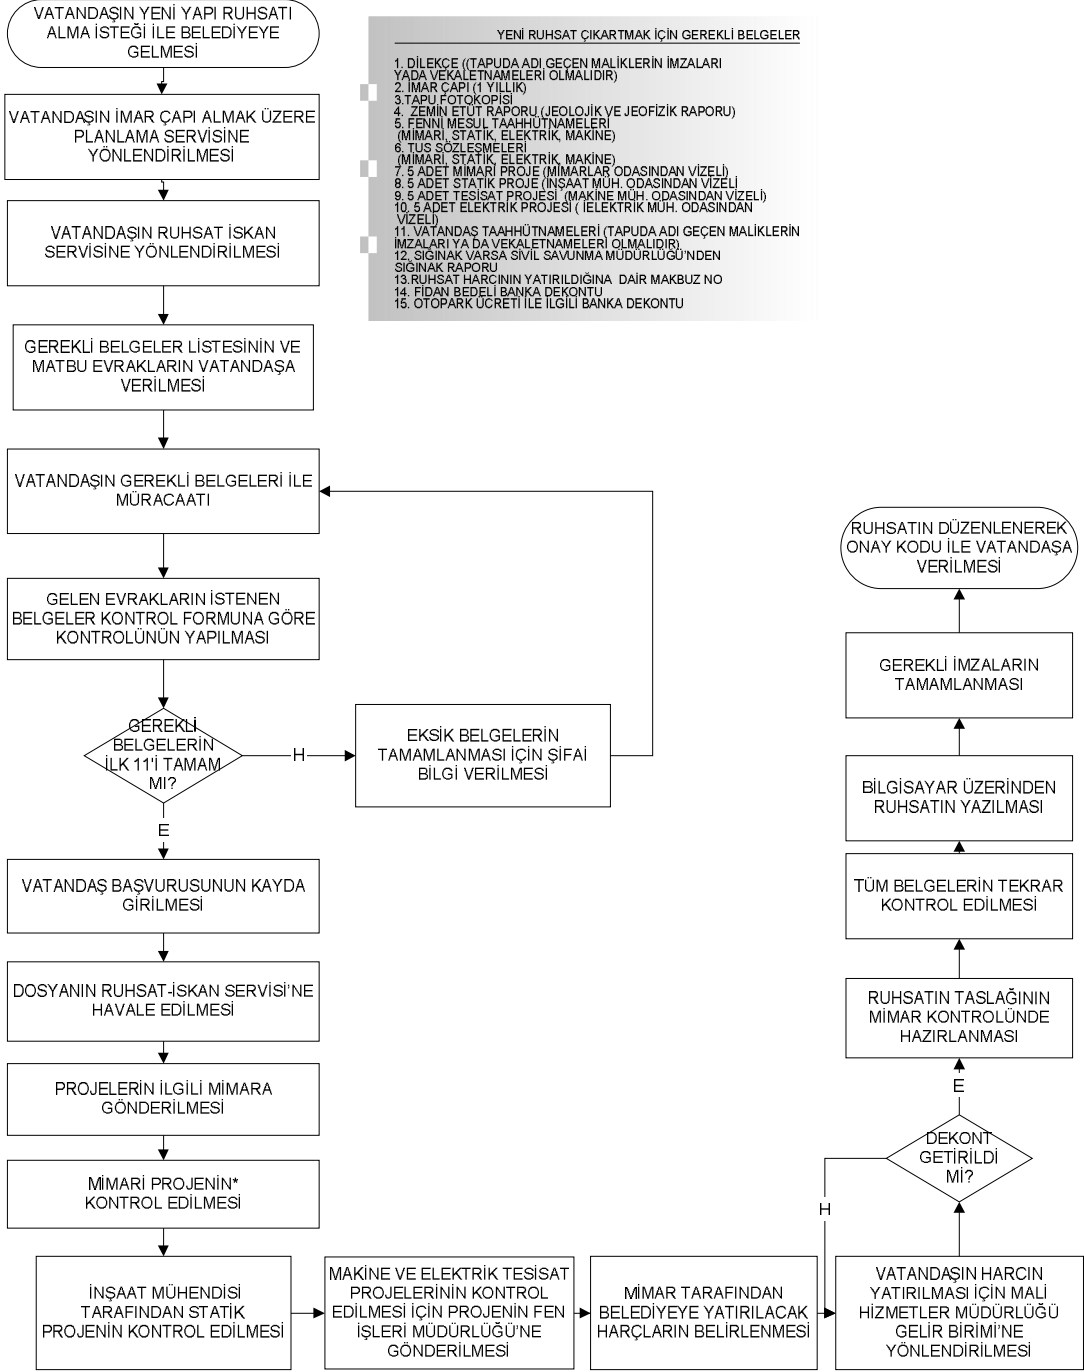 VATANDAŞIN YENİ YAPI RUHSATI
ALMA İSTEĞİ İLE BELEDİYEYE
GELMESİ
VATANDAŞIN İMAR ÇAPI ALMAK ÜZERE
PLANLAMA SERVİSİNE
YÖNLENDİRİLMESİ
VATANDAŞIN RUHSAT İSKAN
SERVİSİNE YÖNLENDİRİLMESİ
GEREKLİ BELGELER LİSTESİNİN VE
MATBU EVRAKLARIN VATANDAŞA
VERİLMESİ
VATANDAŞIN GEREKLİ BELGELERİ İLE
MÜRACAATI
GELEN EVRAKLARIN İSTENEN
BELGELER KONTROL FORMUNA GÖRE
KONTROLÜNÜN YAPILMASI
GEREKLİ
BELGELERİN
İLK 11'İ TAMAM
MI?
H
EKSİK BELGELERİN
TAMAMLANMASI İÇİN ŞİFAİ
BİLGİ VERİLMESİ
E
VATANDAŞ BAŞVURUSUNUN KAYDA
GİRİLMESİ
DOSYANIN RUHSAT-İSKAN SERVİSİ'NE
HAVALE EDİLMESİ
PROJELERİN İLGİLİ MİMARA
GÖNDERİLMESİ
MİMARİ PROJENİN*
KONTROL EDİLMESİ
İNŞAAT MÜHENDİSİ
TARAFINDAN STATİK
PROJENİN KONTROL EDİLMESİ
MAKİNE VE ELEKTRİK TESİSAT
PROJELERİNİN KONTROL
EDİLMESİ İÇİN PROJENİN FEN
İŞLERİ MÜDÜRLÜĞÜ'NE
GÖNDERİLMESİ
MİMAR TARAFINDAN
BELEDİYEYE YATIRILACAK
HARÇLARIN BELİRLENMESİ
VATANDAŞIN HARCIN
YATIRILMASI İÇİN MALİ
HİZMETLER MÜDÜRLÜĞÜ
GELİR BİRİMİ'NE
YÖNLENDİRİLMESİ
H
DEKONT
GETİRİLDİ
Mİ?
E
RUHSATIN TASLAĞININ
MİMAR KONTROLÜNDE
HAZIRLANMASI
TÜM BELGELERİN TEKRAR
KONTROL EDİLMESİ
BİLGİSAYAR ÜZERİNDEN
RUHSATIN YAZILMASI
GEREKLİ İMZALARIN
TAMAMLANMASI
RUHSATIN DÜZENLENEREK
ONAY KODU İLE VATANDAŞA
VERİLMESİ
YENİ RUHSAT ÇIKARTMAK İÇİN GEREKLİ BELGELER
1. DİLEKÇE ((TAPUDA ADI GEÇEN MALİKLERİN İMZALARI
YADA VEKALETNAMELERİ OLMALIDIR)
2. İMAR ÇAPI (1 YILLIK)
3.TAPU FOTOKOPİSİ
4. ZEMİN ETÜT RAPORU (JEOLOJİK VE JEOFİZİK RAPORU)
5. FENNİ MESUL TAAHHÜTNAMELERİ
(MİMARİ, STATİK, ELEKTRİK, MAKİNE)
6. TUS SÖZLEŞMELERİ
(MİMARİ, STATİK, ELEKTRİK, MAKİNE)
7. 5 ADET MİMARİ PROJE (MİMARLAR ODASINDAN VİZELİ)
8. 5 ADET STATİK PROJE (İNŞAAT MÜH. ODASINDAN VİZELİ
9. 5 ADET TESİSAT PROJESİ (MAKİNE MÜH. ODASINDAN VİZELİ)
10. 5 ADET ELEKTRİK PROJESİ ( İELEKTRİK MÜH. ODASINDAN
VİZELİ)
11. VATANDAŞ TAAHHÜTNAMELERİ (TAPUDA ADI GEÇEN MALİKLERİN
İMZALARI YA DA VEKALETNAMELERİ OLMALIDIR)
12. SIĞINAK VARSA SİVİL SAVUNMA MÜDÜRLÜĞÜ'NDEN
SIĞINAK RAPORU
13.RUHSAT HARCININ YATIRILDIĞINA DAİR MAKBUZ NO
14. FİDAN BEDELİ BANKA DEKONTU
15. OTOPARK ÜCRETİ İLE İLGİLİ BANKA DEKONTU